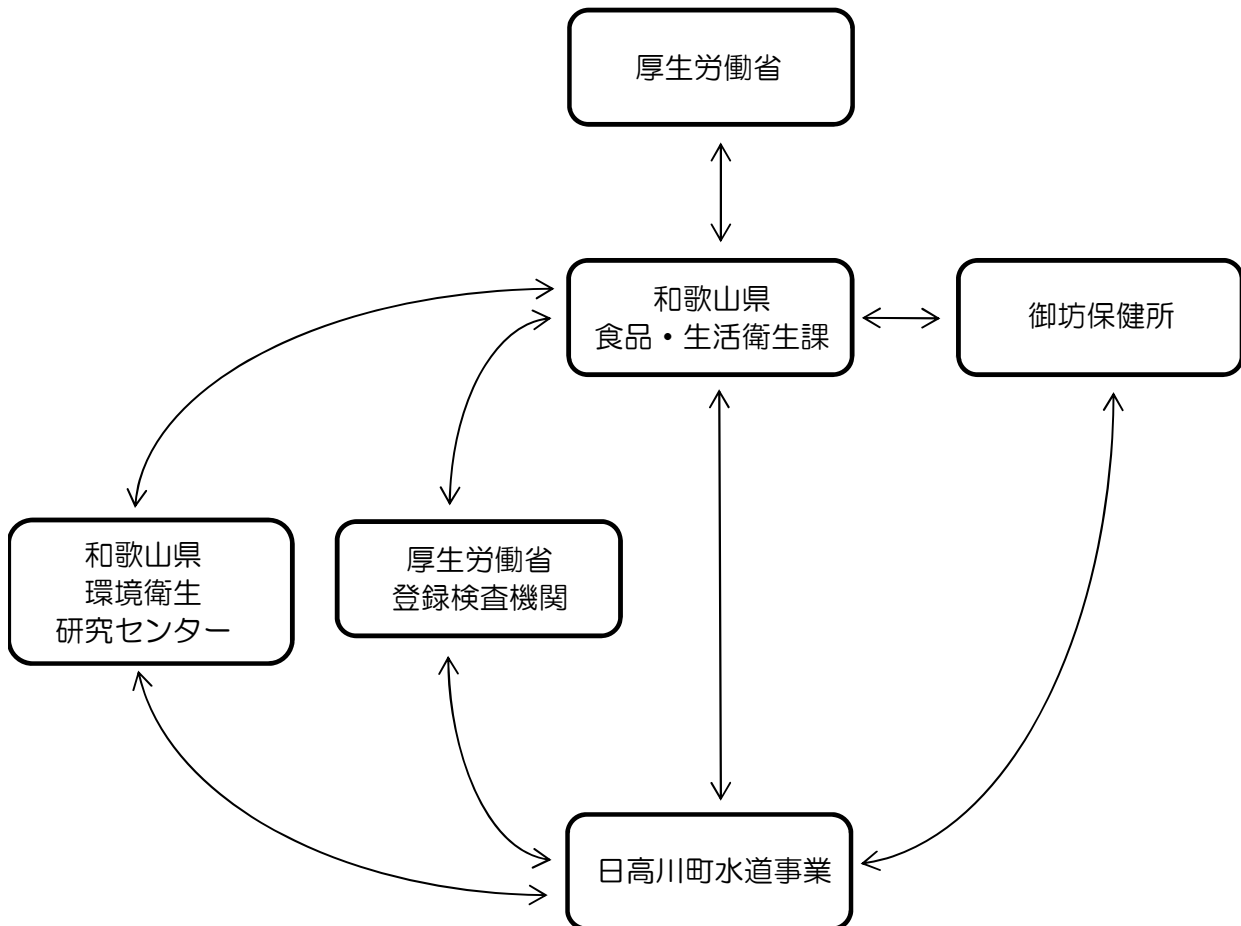 厚生労働省
和歌山県
食品・生活衛生課
御坊保健所
和歌山県
環境衛生
研究センター
厚生労働省
登録検査機関
日高川町水道事業